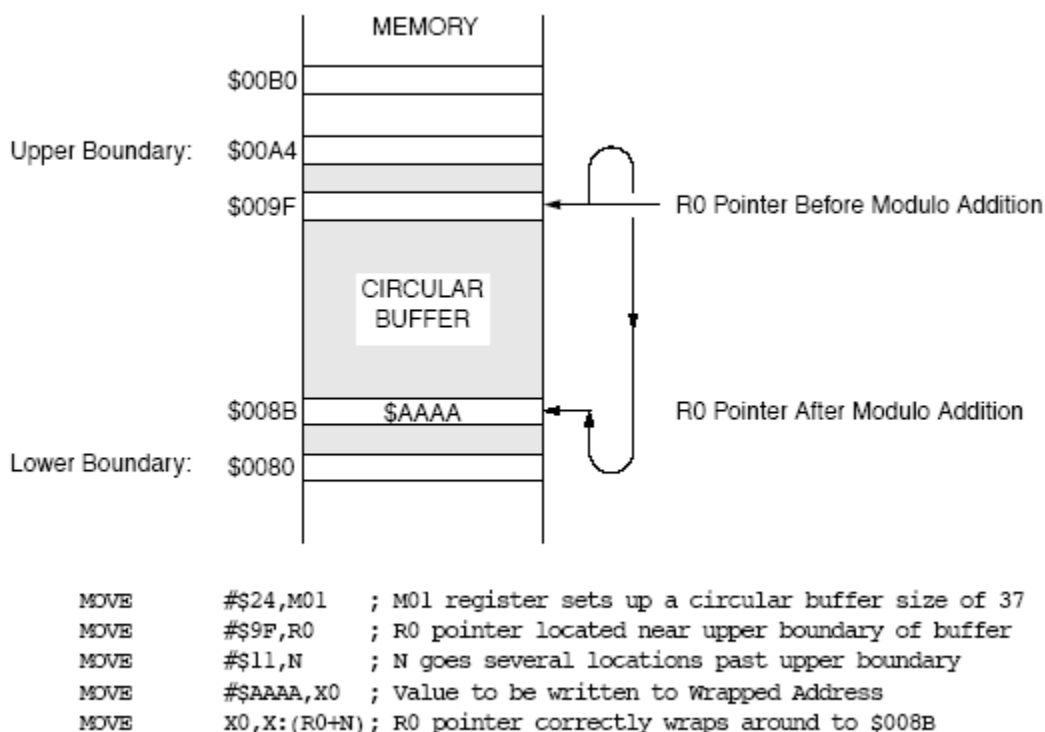 MEMORY
$00B0
Upper Boundary: $00A4
$009F R0 Pointer Before Modulo Addition
CIRCULAR
BUFFER
$008B $AAAA R0 Pointer After Modulo Addition
Lower Boundary: $0080
MOVE #$24,M01 ; M01 register sets up a circular buffer size of 37
MOVE #$9F,R0 ; R0 pointer located near upper boundary of buffer
MOVE #$11,N ; N goes several locations past upper boundary
MOVE #$AAAA,X0 ; Value to be written to Wrapped Address
MOVE X0,X:(R0+N); R0 pointer correctly wraps around to $008B